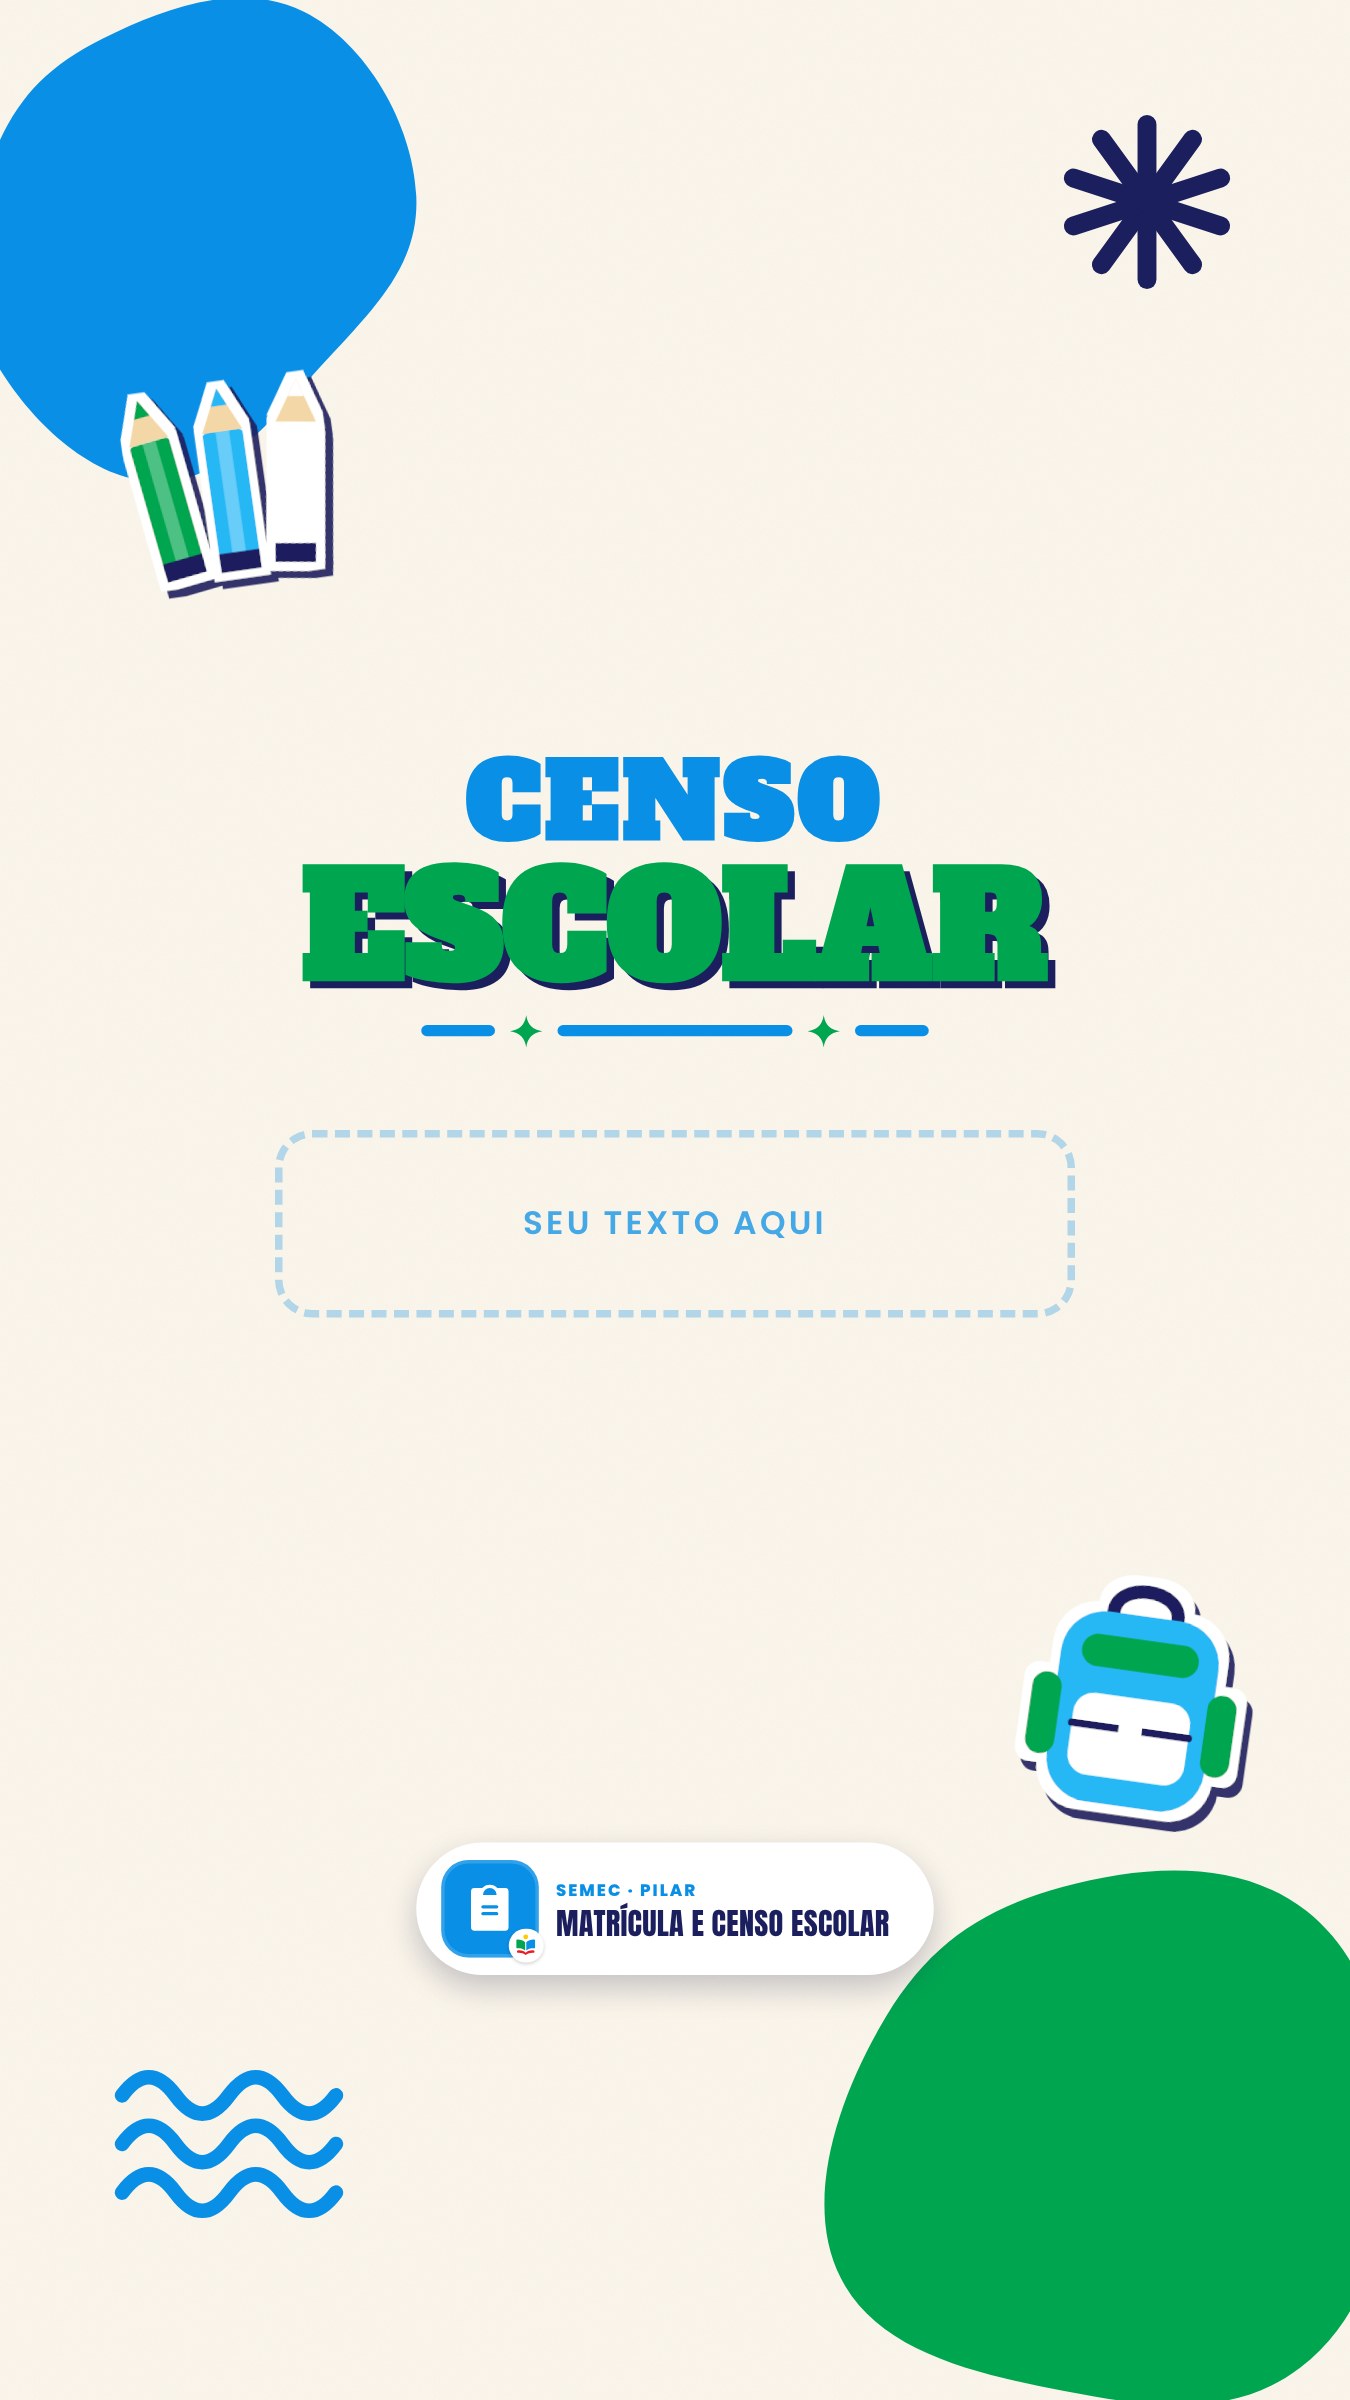 CENSO
ESCOLAR
SEU TEXTO AQUI
SEMEC · PILAR
MATRÍCULA E CENSO ESCOLAR